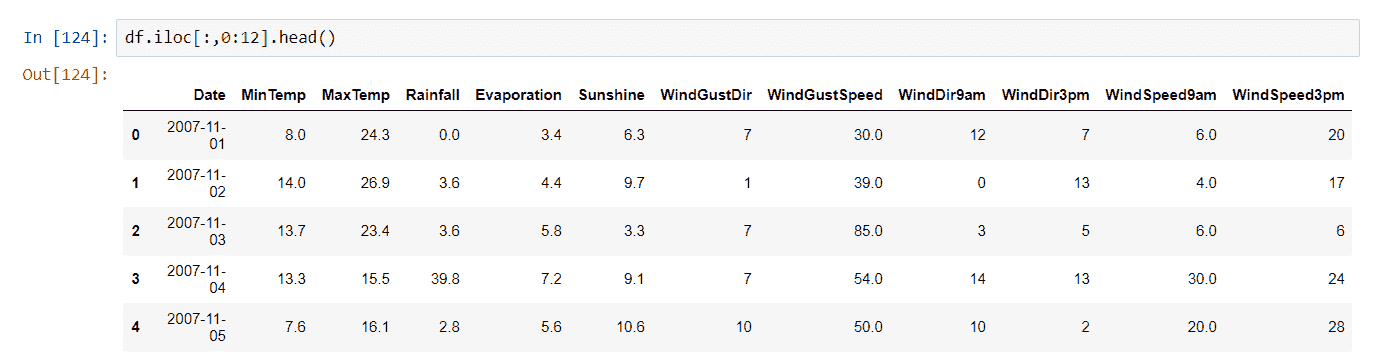 In [124]: df.iloc[:,0:12].head()
Out[124]:
Date MinTemp MaxTemp Rainfall Evaporation Sunshine WindGustDir WindGustSpeed WindDir9am WindDir3pm WindSpeed9am WindSpeed3pm
0 2007-11-01 8.0 24.3 0.0 3.4 6.3 7 30.0 12 7 6.0 20
1 2007-11-02 14.0 26.9 3.6 4.4 9.7 1 39.0 0 13 4.0 17
2 2007-11-03 13.7 23.4 3.6 5.8 3.3 7 85.0 3 5 6.0 6
3 2007-11-04 13.3 15.5 39.8 7.2 9.1 7 54.0 14 13 30.0 24
4 2007-11-05 7.6 16.1 2.8 5.6 10.6 10 50.0 10 2 20.0 28